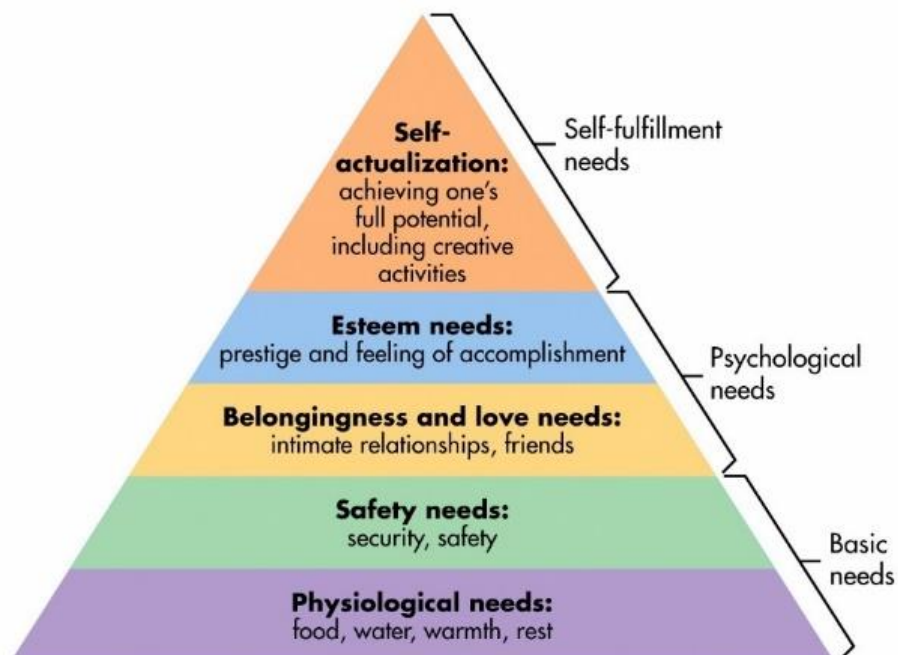 Self-
actualization:
achieving one's
full potential,
including creative
activities
Self-fulfillment
needs
Esteem needs:
prestige and feeling of accomplishment
Psychological
needs
Belongingness and love needs:
intimate relationships, friends
Safety needs:
security, safety
Basic
needs
Physiological needs:
food, water, warmth, rest